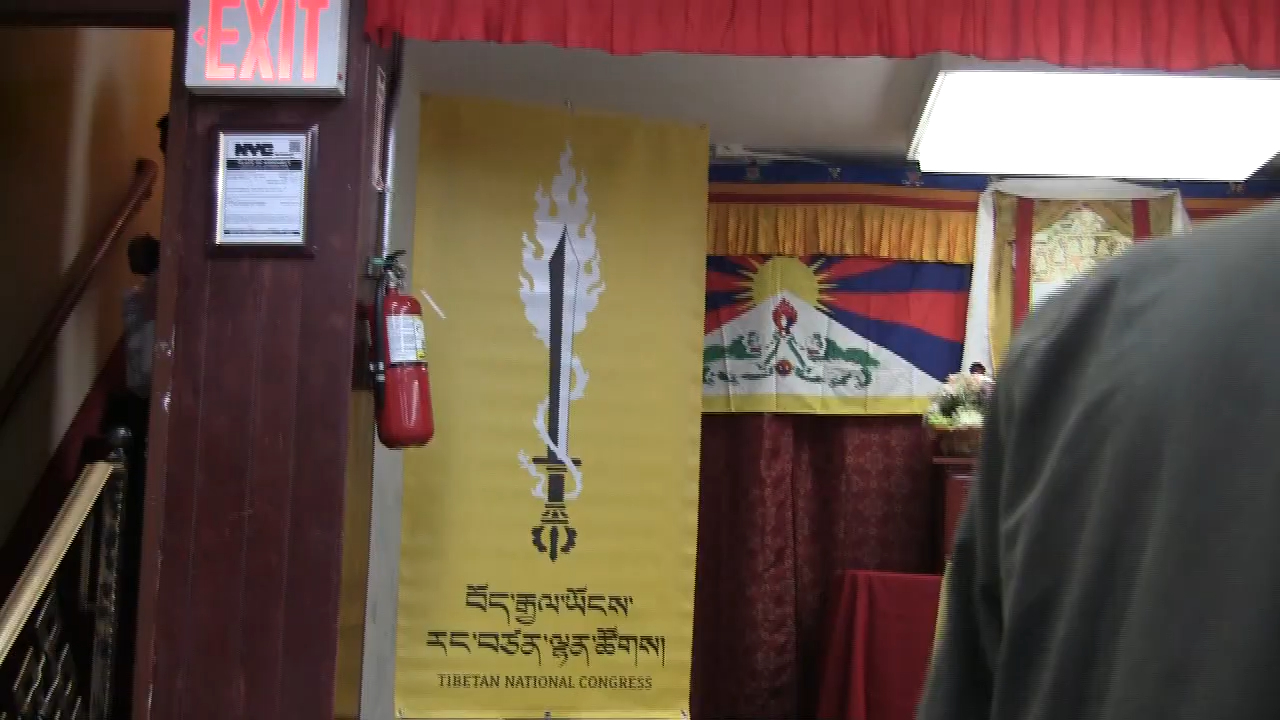 EXIT
NYC
བོད་རྒྱལ་ཡོངས་
རང་བཙན་ལྷན་ཚོགས།
TIBETAN NATIONAL CONGRESS